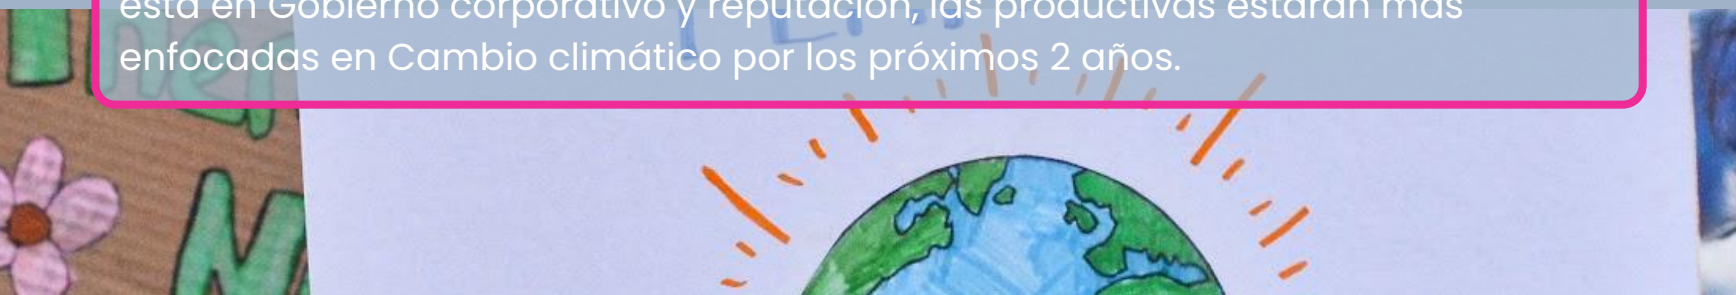 está en Gobierno corporativo y reputación, las productivas estarán más
enfocadas en Cambio climático por los próximos 2 años.